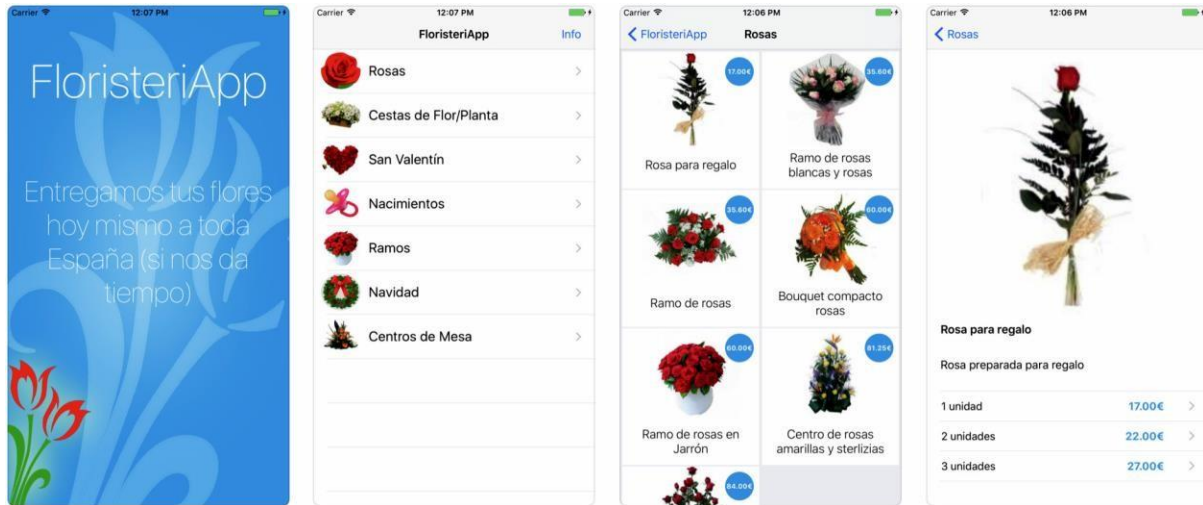 Carrier
12:07 PM
FloristeriApp
Entregamos tus flores
hoy mismo a toda
España (si nos da
tiempo)
Carrier
12:07 PM
FloristeriApp
Info
Rosas
Cestas de Flor/Planta
San Valentín
Nacimientos
Ramos
Navidad
Centros de Mesa
Carrier
12:06 PM
FloristeriApp
Rosas
17.00€
35.60€
Rosa para regalo
Ramo de rosas
blancas y rosas
35.60€
60.00€
Ramo de rosas
Bouquet compacto
rosas
60.00€
81.25€
Ramo de rosas en
Jarrón
Centro de rosas
amarillas y sterlizias
84.00€
Carrier
12:06 PM
Rosas
Rosa para regalo
Rosa preparada para regalo
1 unidad 17.00€
2 unidades 22.00€
3 unidades 27.00€